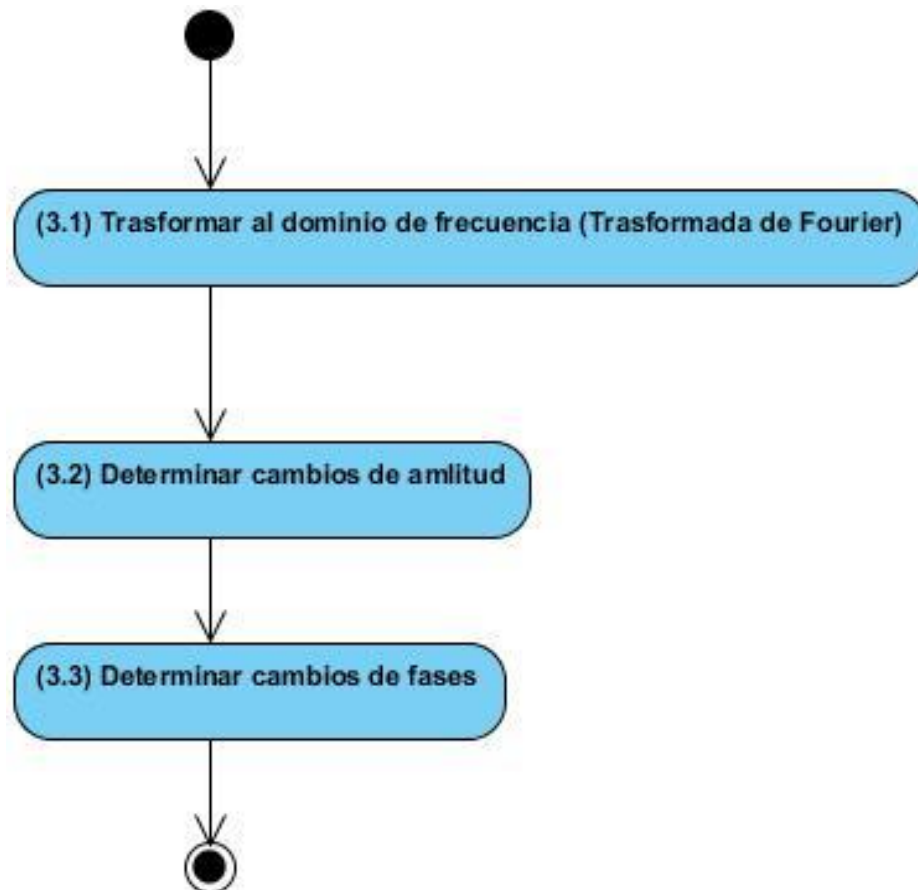 (3.1) Trasformar al dominio de frecuencia (Trasformada de Fourier)
(3.2) Determinar cambios de amlitud
(3.3) Determinar cambios de fases